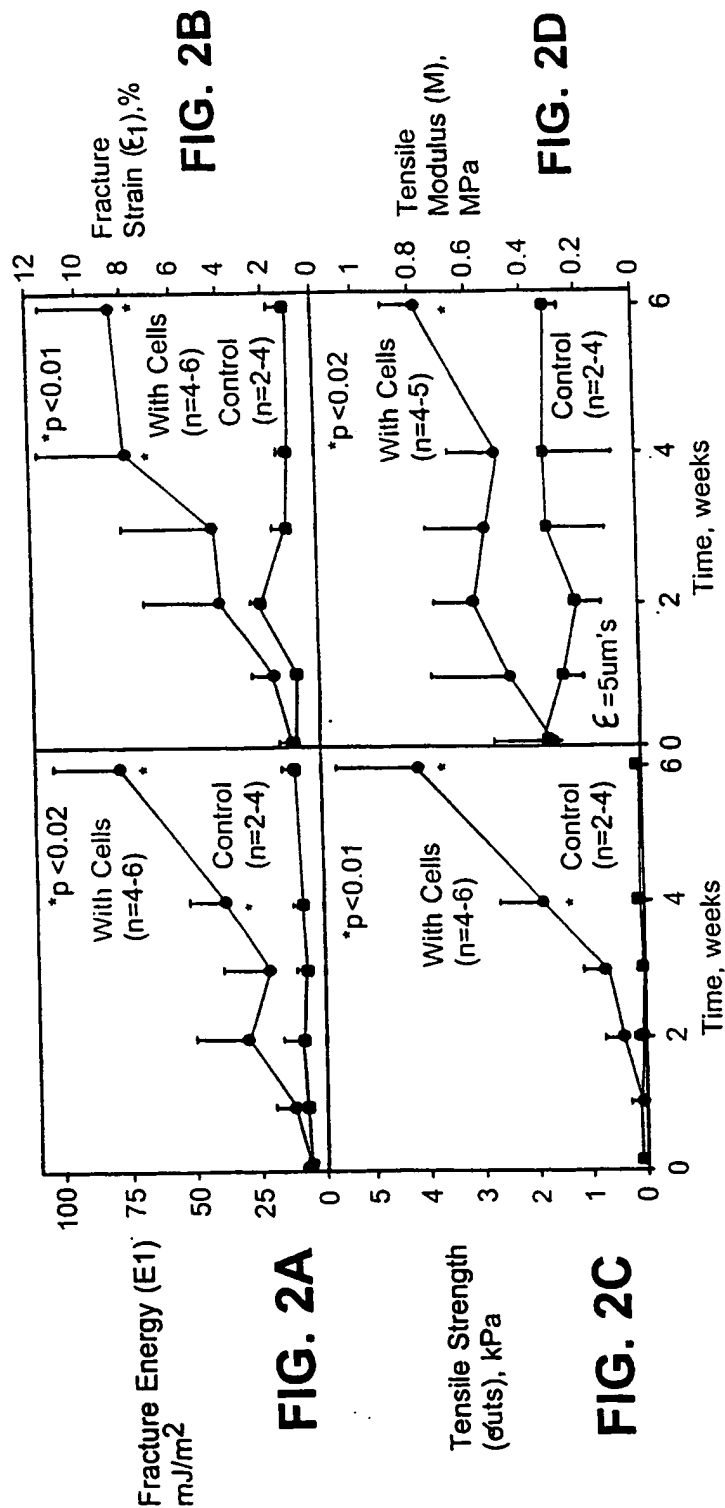 Fracture Energy (E1)
mJ/m2
100
75
50
25
FIG. 2A
*p<0.02
With Cells
(n=4-6)
Control
(n=2-4)
*
*
12
10
8
6
4
2
0
Fracture
Strain (ε1),%
FIG. 2B
*p<0.01
With Cells
(n=4-6)
Control
(n=2-4)
*
*
Tensile Strength
(σuts), kPa
5
4
3
2
1
0
FIG. 2C
*p<0.01
With Cells
(n=4-6)
Control
(n=2-4)
*
*
0
2
4
6
Time, weeks
1
0.8
0.6
0.4
0.2
0
Tensile
Modulus (M),
MPa
FIG. 2D
*p<0.02
With Cells
(n=4-5)
Control
(n=2-4)
ε=5um's
*
0
2
4
6
Time, weeks